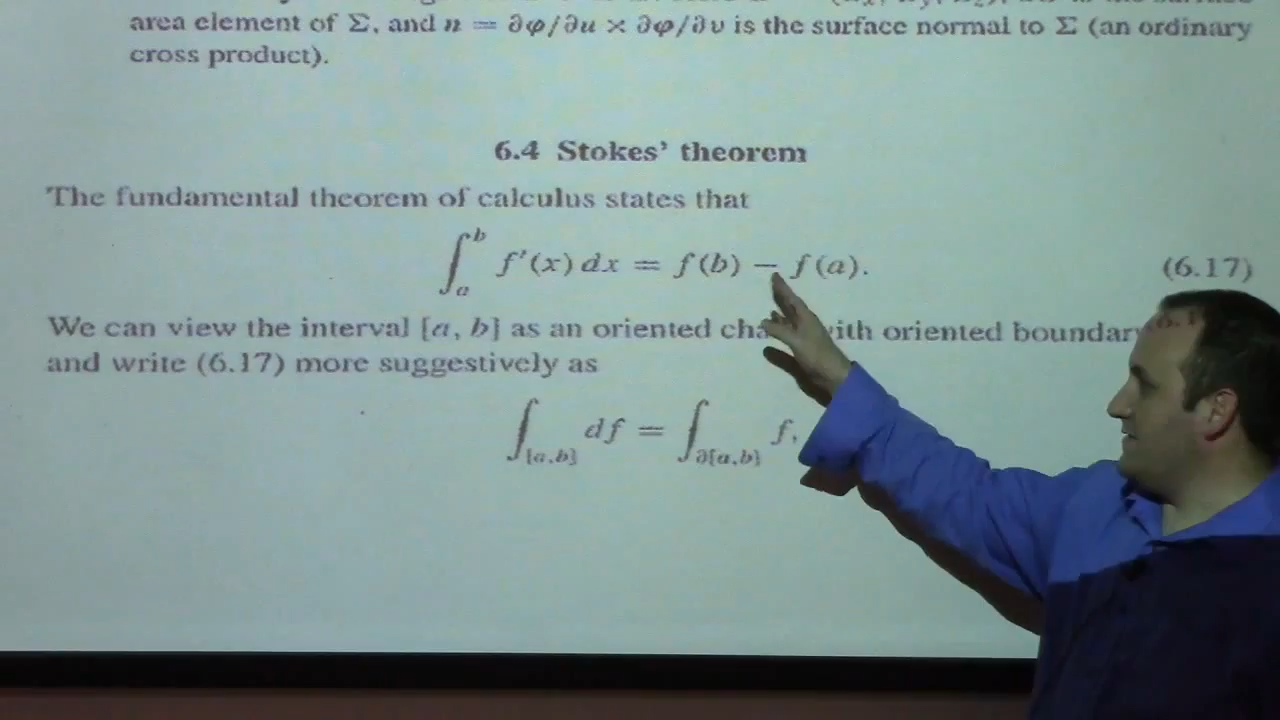 area element of Σ, and n = ∂φ/∂u × ∂φ/∂v is the surface normal to Σ (an ordinary
cross product).
6.4 Stokes' theorem
The fundamental theorem of calculus states that
∫_a^b f'(x) dx = f(b) − f(a). (6.17)
We can view the interval [a, b] as an oriented with oriented boundary
and write (6.17) more suggestively as
∫_{[a,b]} df = ∫_{∂[a,b]} f,